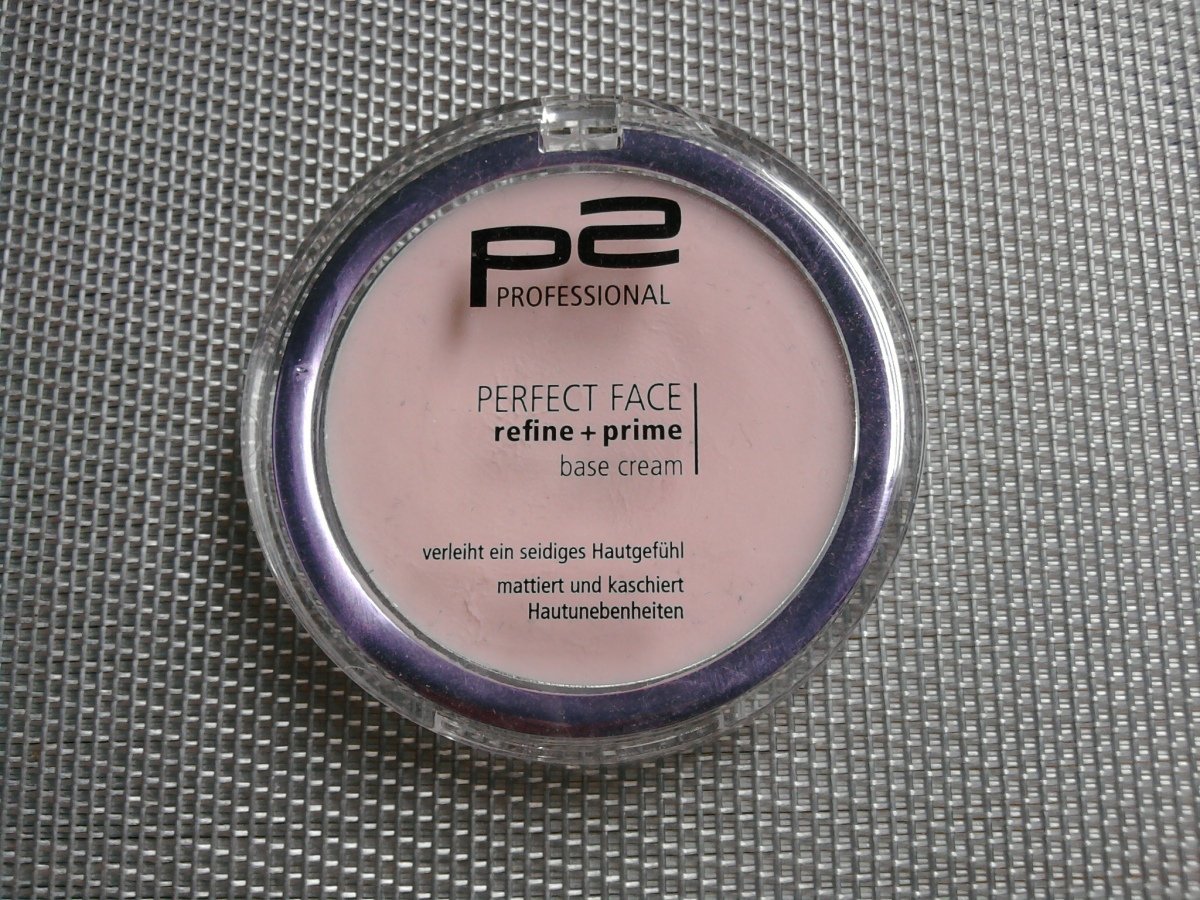 p2
PROFESSIONAL
PERFECT FACE
refine + prime
base cream
verleiht ein seidiges Hautgefühl
mattiert und kaschiert
Hautunebenheiten